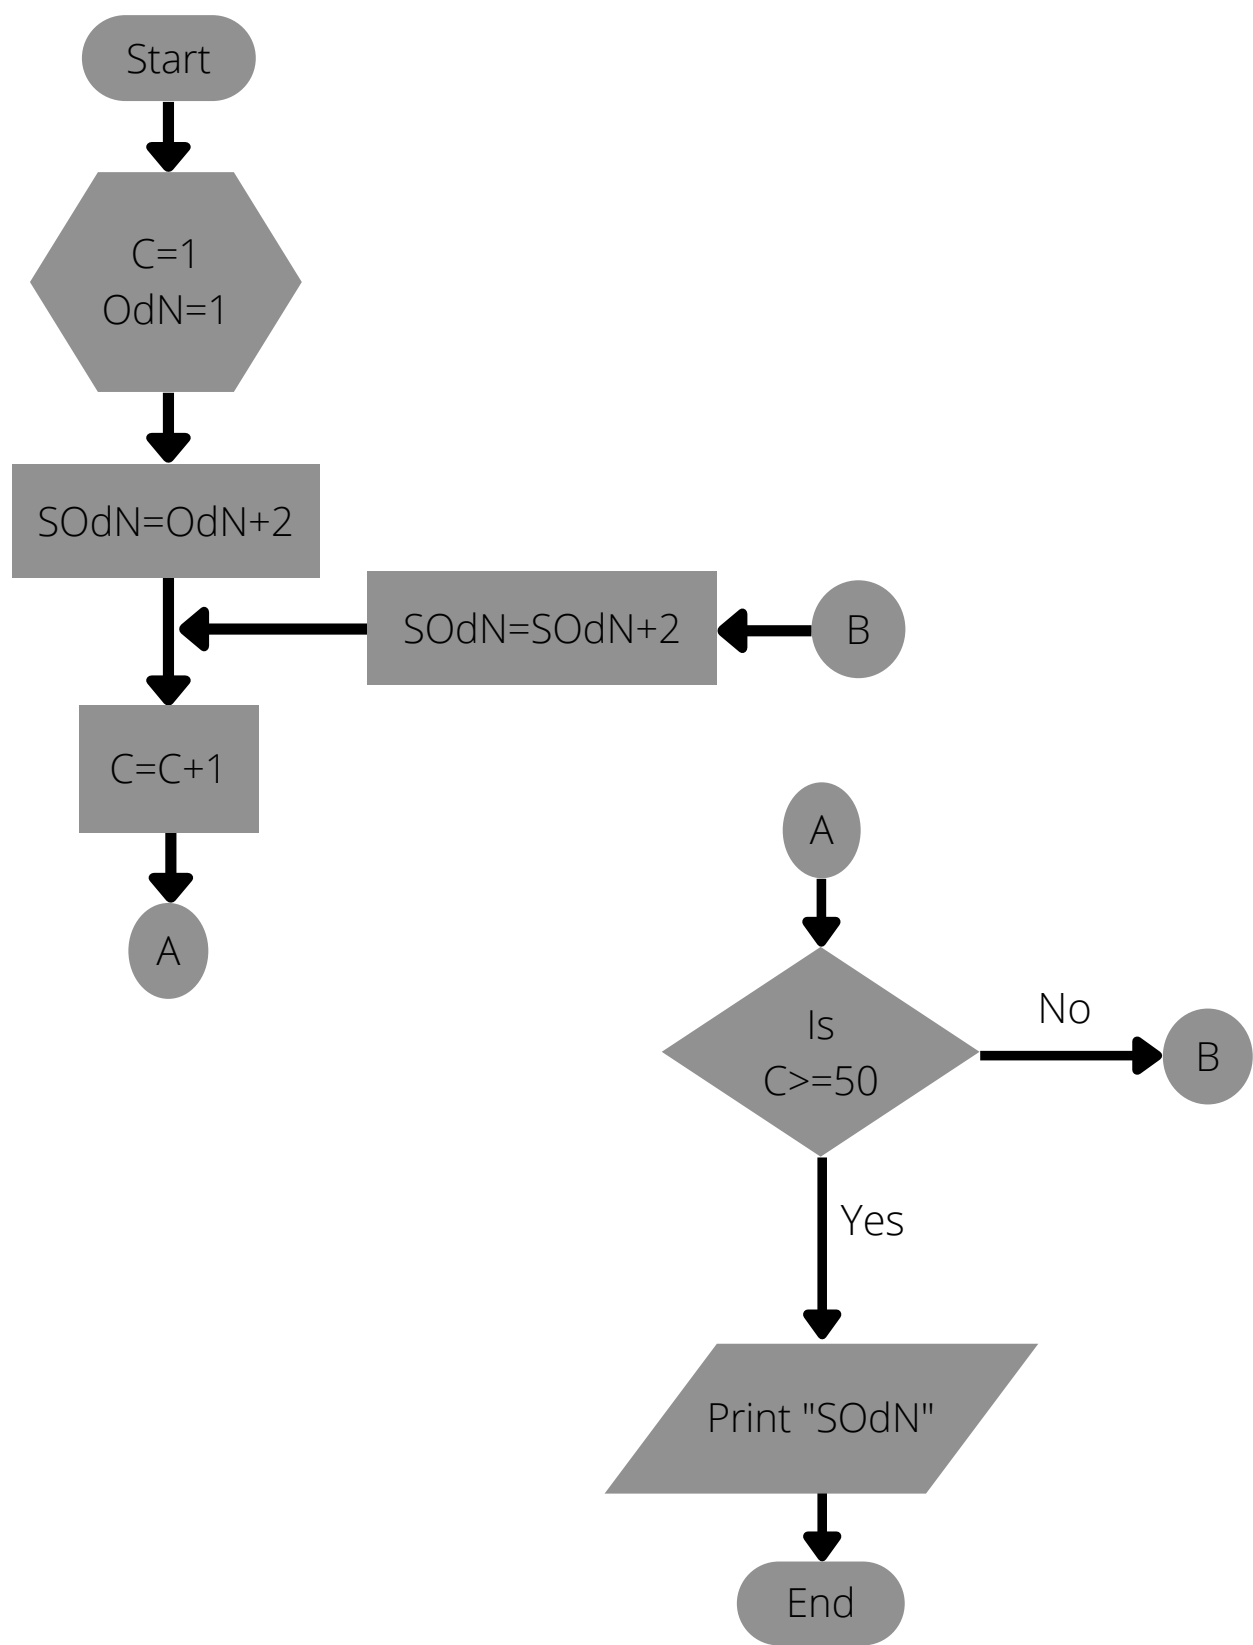 Start
C=1
OdN=1
SOdN=OdN+2
SOdN=SOdN+2
B
C=C+1
A
A
Is
C>=50
No
B
Yes
Print "SOdN"
End